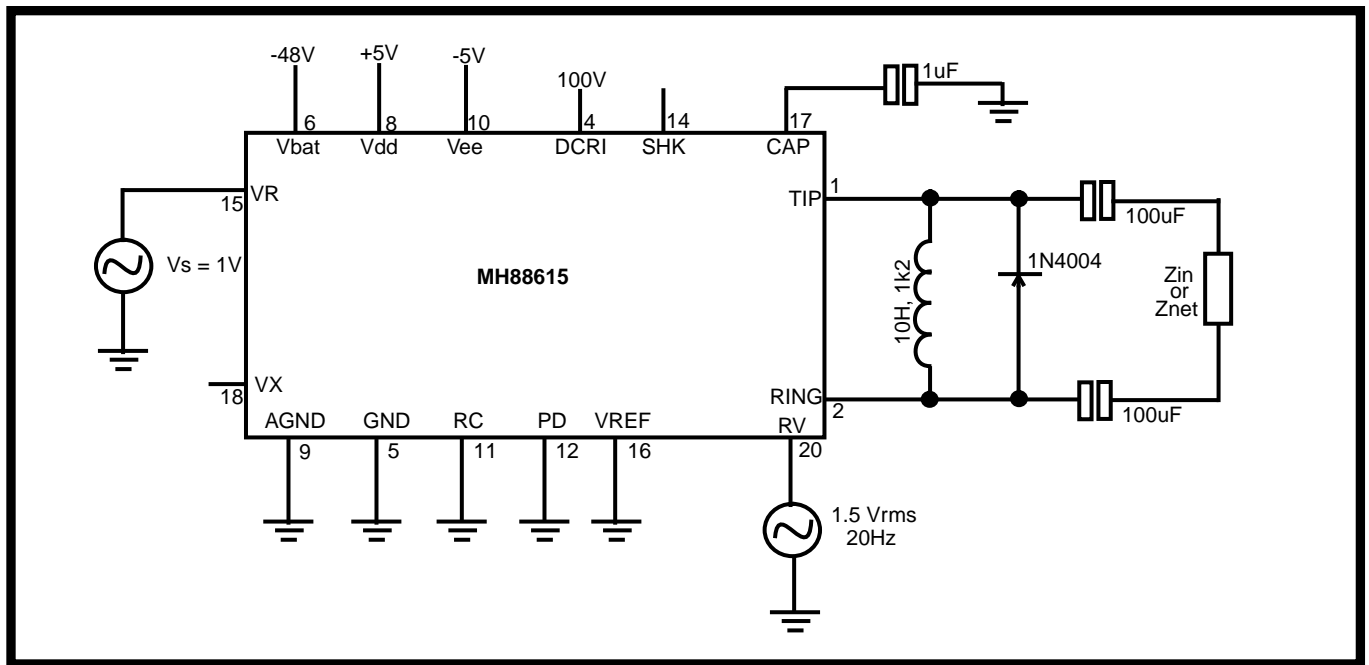 -48V
+5V
-5V
100V
1uF
6
8
10
4
14
17
Vbat
Vdd
Vee
DCRI
SHK
CAP
VR
15
TIP
1
100uF
Vs = 1V
MH88615
10H, 1k2
1N4004
Zin
or
Znet
VX
18
RING
2
100uF
AGND
GND
RC
PD
VREF
RV
9
5
11
12
16
20
1.5 Vrms
20Hz